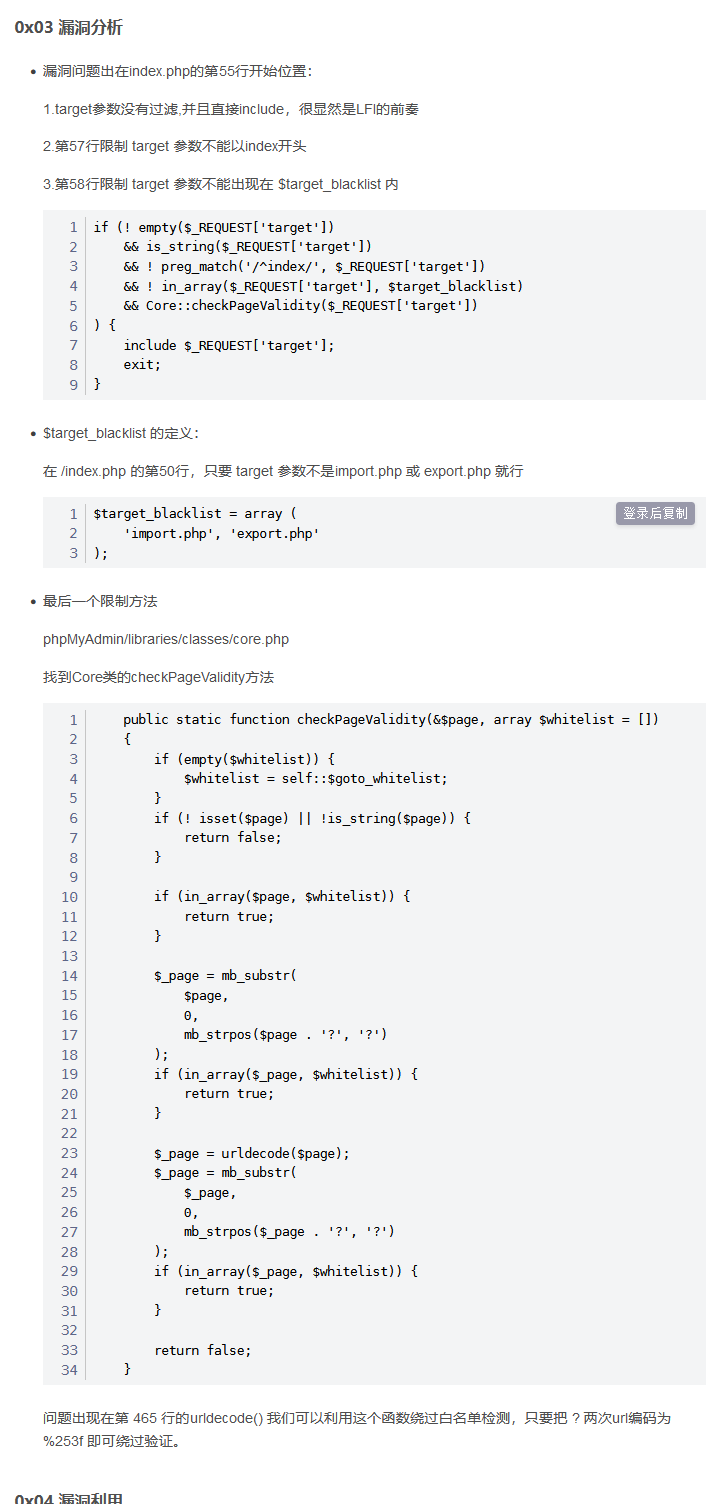 0x03 漏洞分析
• 漏洞问题出在index.php的第55行开始位置：
1.target参数没有过滤,并且直接include，很显然是LFI的前奏
2.第57行限制 target 参数不能以index开头
3.第58行限制 target 参数不能出现在 $target_blacklist 内
1 if (! empty($_REQUEST['target'])
2     && is_string($_REQUEST['target'])
3     && ! preg_match('/^index/', $_REQUEST['target'])
4     && ! in_array($_REQUEST['target'], $target_blacklist)
5     && Core::checkPageValidity($_REQUEST['target'])
6 ) {
7     include $_REQUEST['target'];
8     exit;
9 }
• $target_blacklist 的定义：
在 /index.php 的第50行，只要 target 参数不是import.php 或 export.php 就行
1 $target_blacklist = array (
登录后复制
2     'import.php', 'export.php'
3 );
• 最后一个限制方法
phpMyAdmin/libraries/classes/core.php
找到Core类的checkPageValidity方法
1     public static function checkPageValidity(&$page, array $whitelist = [])
2     {
3         if (empty($whitelist)) {
4             $whitelist = self::$goto_whitelist;
5         }
6         if (! isset($page) || !is_string($page)) {
7             return false;
8         }
9
10         if (in_array($page, $whitelist)) {
11             return true;
12         }
13
14         $_page = mb_substr(
15             $page,
16             0,
17             mb_strpos($page . '?', '?')
18         );
19         if (in_array($_page, $whitelist)) {
20             return true;
21         }
22
23         $_page = urldecode($page);
24         $_page = mb_substr(
25             $_page,
26             0,
27             mb_strpos($_page . '?', '?')
28         );
29         if (in_array($_page, $whitelist)) {
30             return true;
31         }
32
33         return false;
34     }
问题出现在第 465 行的urldecode() 我们可以利用这个函数绕过白名单检测，只要把 ? 两次url编码为
%253f 即可绕过验证。
0x04 漏洞利用